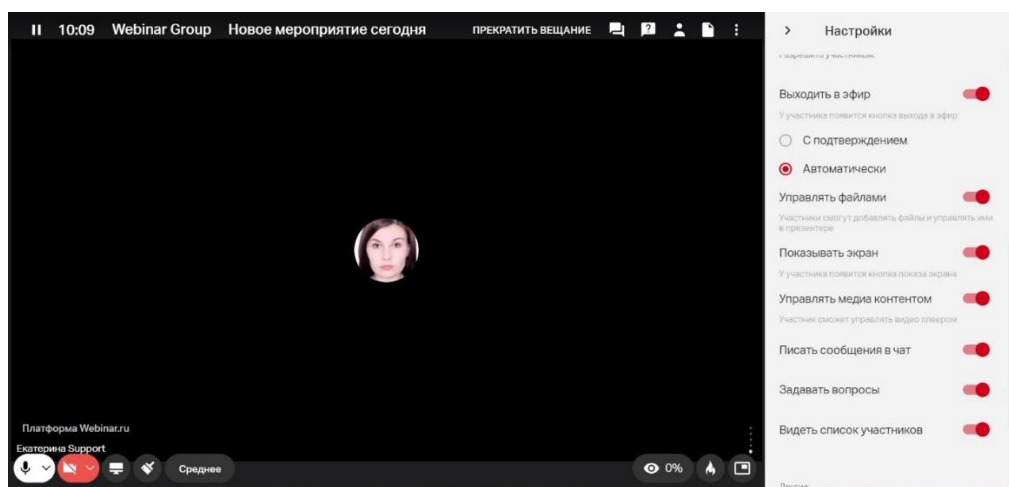 10:09 Webinar Group Новое мероприятие сегодня ПРЕКРАТИТЬ ВЕЩАНИЕ
Настройки
Выходить в эфир
У участника появится кнопка выхода в эфир
С подтверждением
Автоматически
Управлять файлами
Участники смогут добавлять файлы и управлять ими
в презентере
Показывать экран
У участника появится кнопка показа экрана
Управлять медиа контентом
Участник сможет управлять видео плеером
Писать сообщения в чат
Задавать вопросы
Видеть список участников
Платформа Webinar.ru
Екатерина Support
Среднее
0%